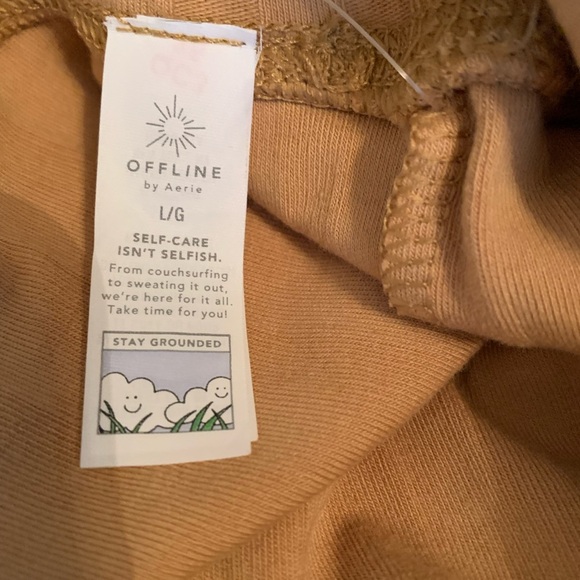 OFFLINE
by Aerie
L/G
SELF-CARE
ISN'T SELFISH.
From couchsurfing
to sweating it out,
we're here for it all.
Take time for you!
STAY GROUNDED